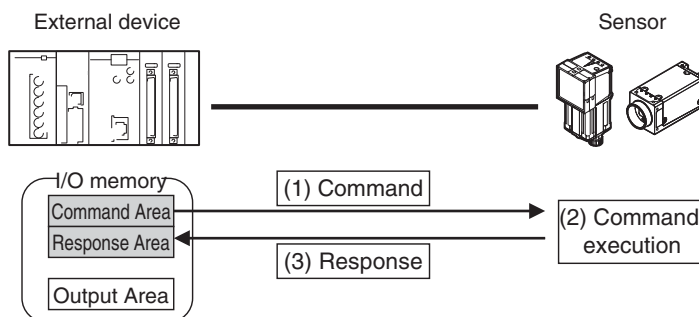 External device
Sensor
I/O memory
Command Area
Response Area
Output Area
(1) Command
(3) Response
(2) Command
execution